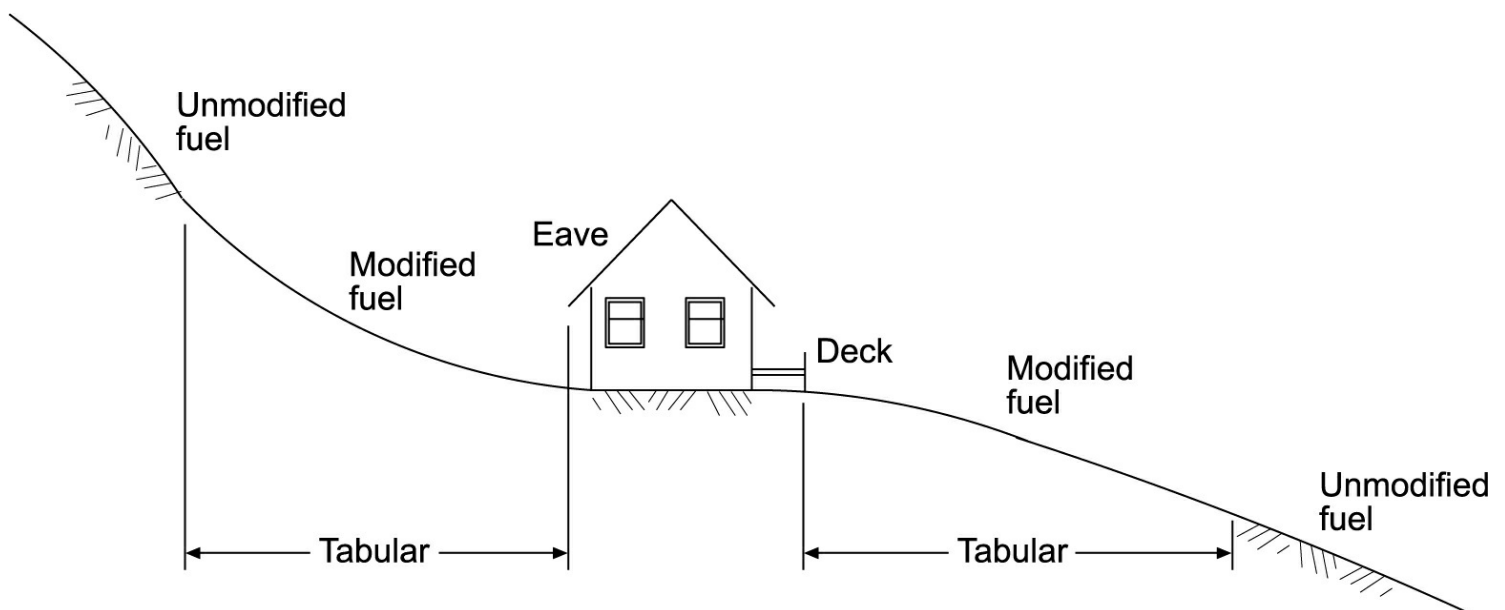 Unmodified
fuel
Eave
Modified
fuel
Deck
Modified
fuel
Unmodified
fuel
Tabular
Tabular